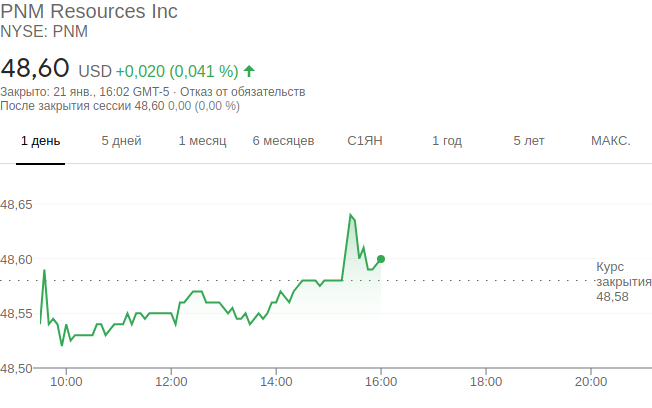 PNM Resources Inc
NYSE: PNM
48,60 USD +0,020 (0,041 %)
Закрыто: 21 янв., 16:02 GMT-5 · Отказ от обязательств
После закрытия сессии 48,60 0,00 (0,00 %)
1 день 5 дней 1 месяц 6 месяцев С1ЯН 1 год 5 лет МАКС.
48,65
48,60
Курс
закрытия
48,58
48,55
48,50
10:00 12:00 14:00 16:00 18:00 20:00